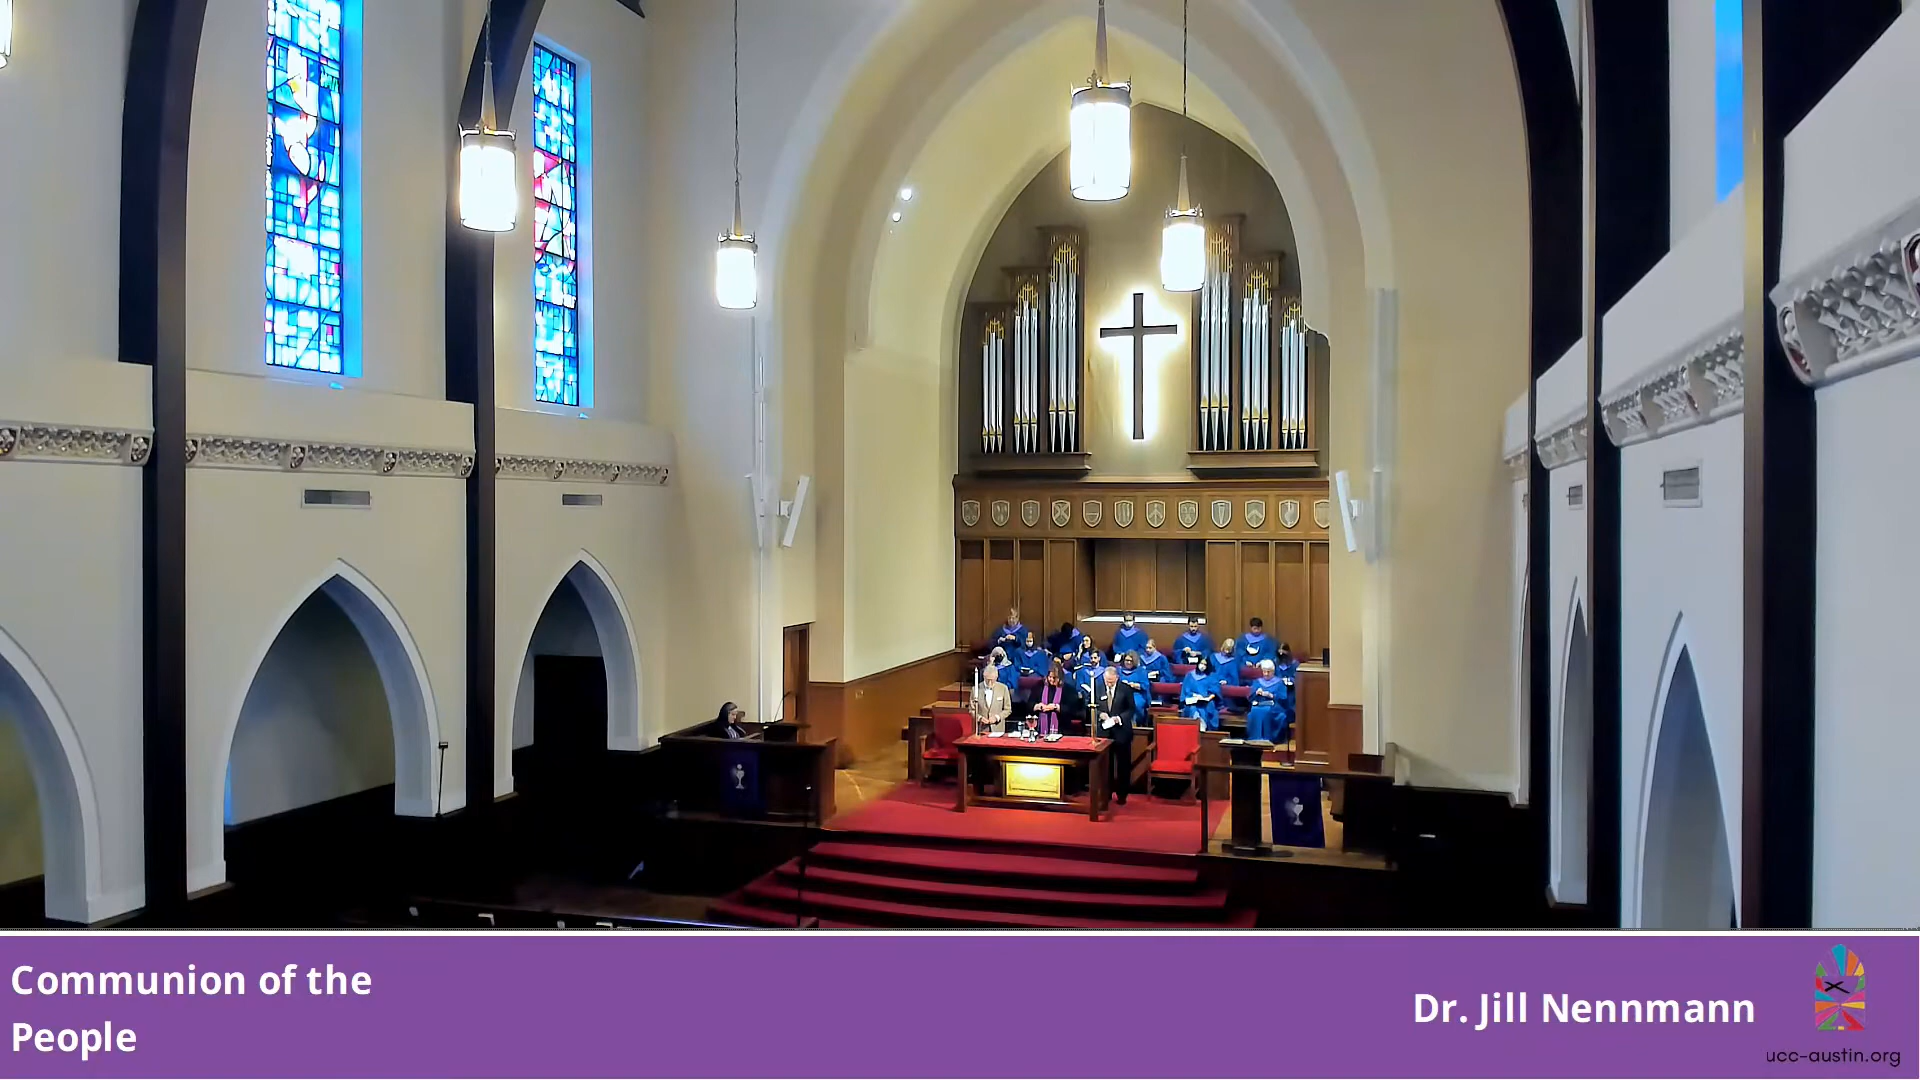 Communion of the
People
Dr. Jill Nennmann
ucc-austin.org